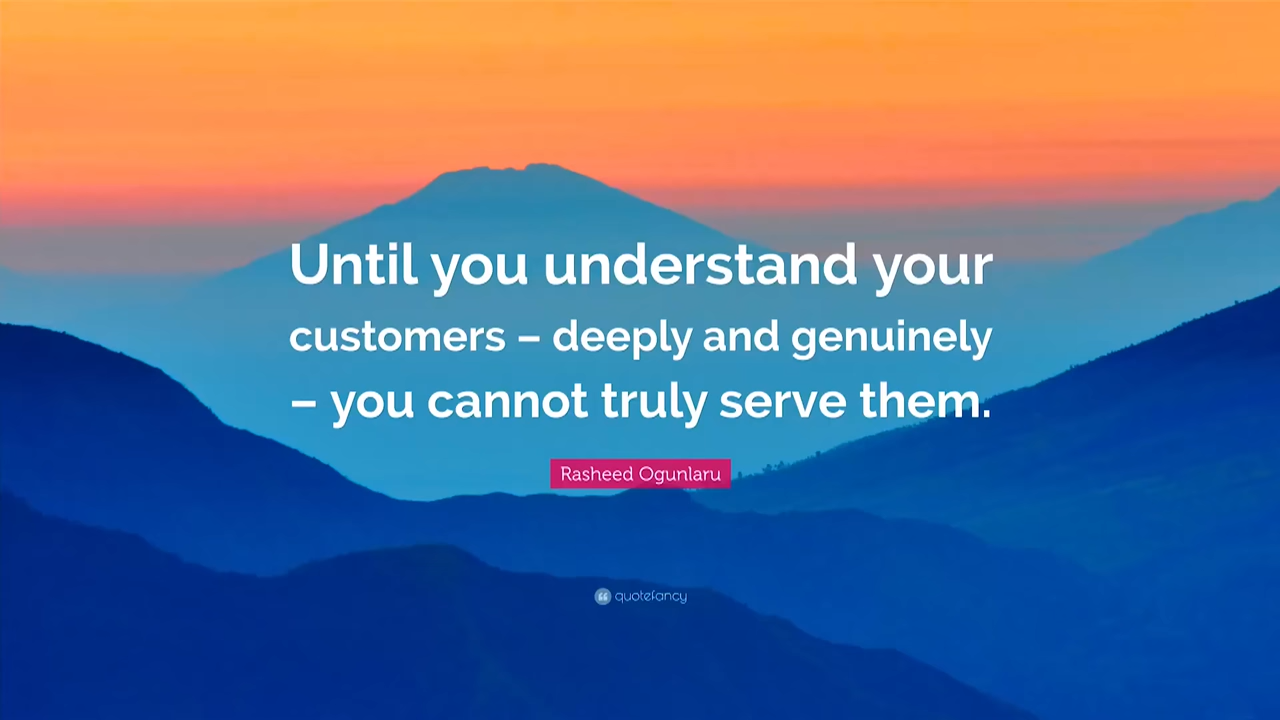 Until you understand your
customers – deeply and genuinely
– you cannot truly serve them.
Rasheed Ogunlaru
quotefancy